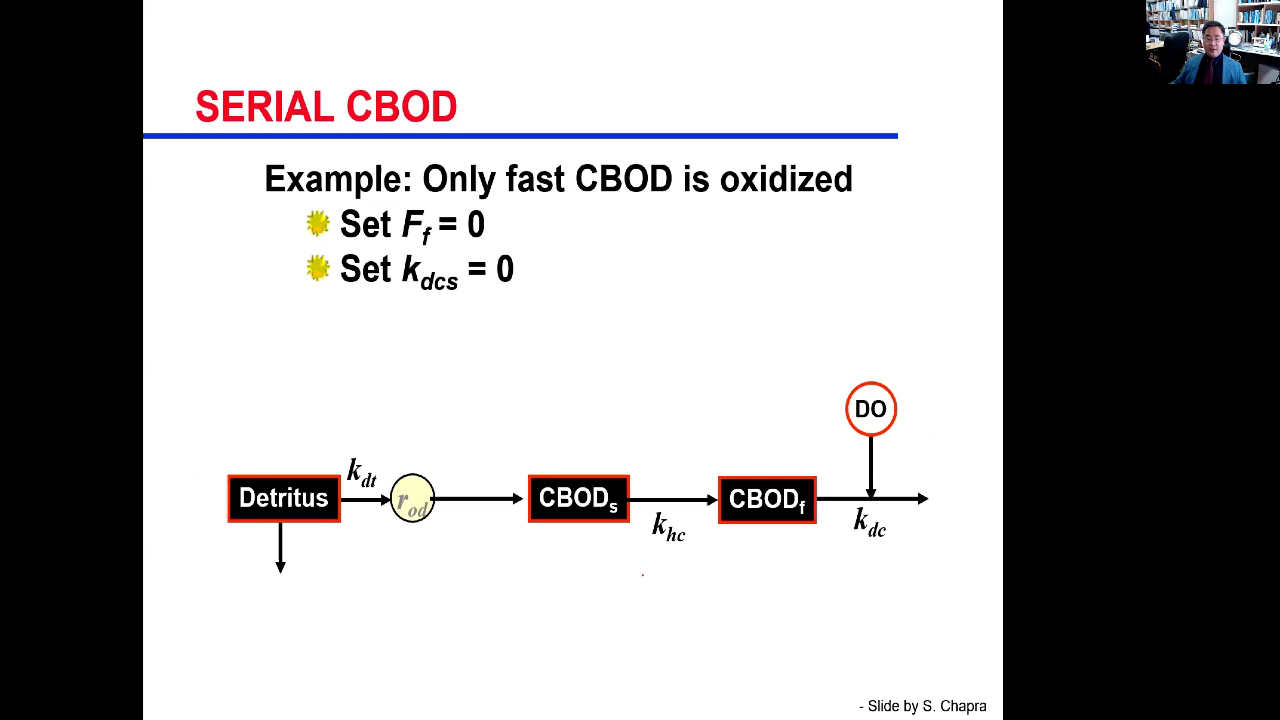 SERIAL CBOD
Example: Only fast CBOD is oxidized
Set Ff = 0
Set kdcs = 0
DO
kdt
Detritus
rod
CBODs
CBODf
khc
kdc
- Slide by S. Chapra